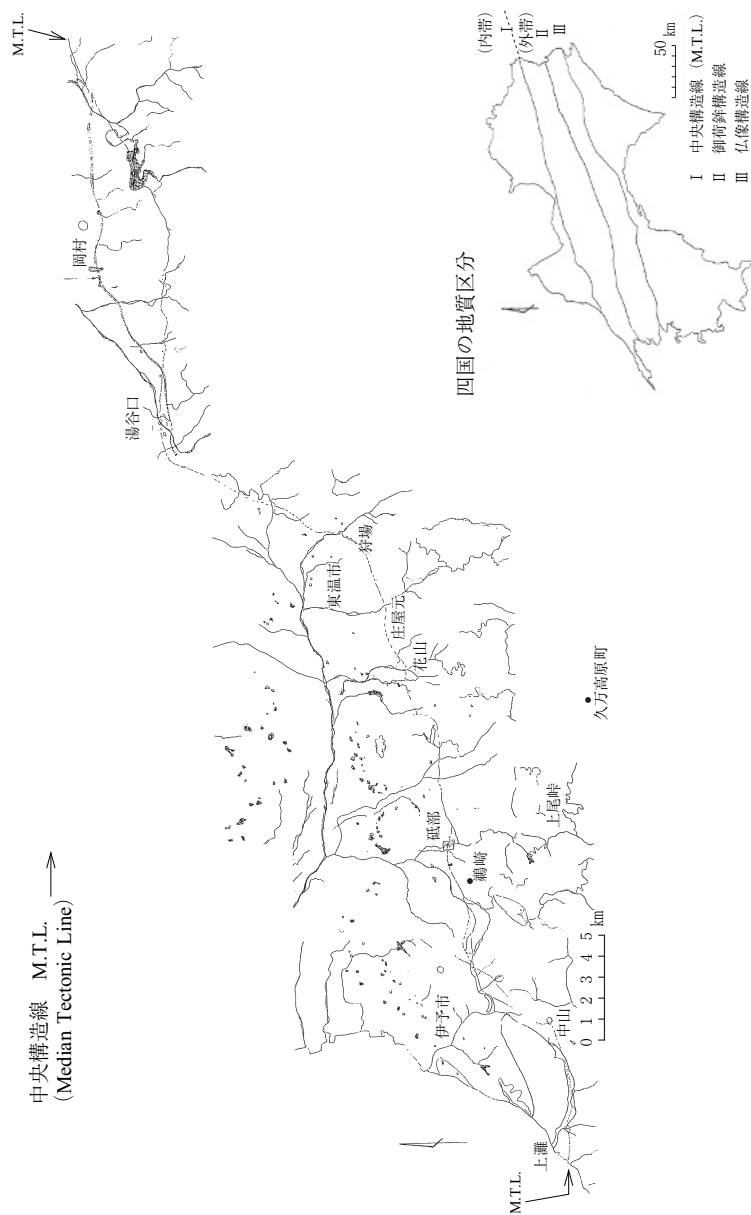 中央構造線 M.T.L.
(Median Tectonic Line)
M.T.L.
岡村
湯谷口
狩場
東温市
庄屋元
花山
久万高原町
砥部
上尾峠
鵜崎
伊予市
中山
0 1 2 3 4 5 km
上灘
M.T.L.
四国の地質区分
(内帯)
I
(外帯)
II
III
50 km
I 中央構造線 (M.T.L.)
II 御荷鉾構造線
III 仏像構造線